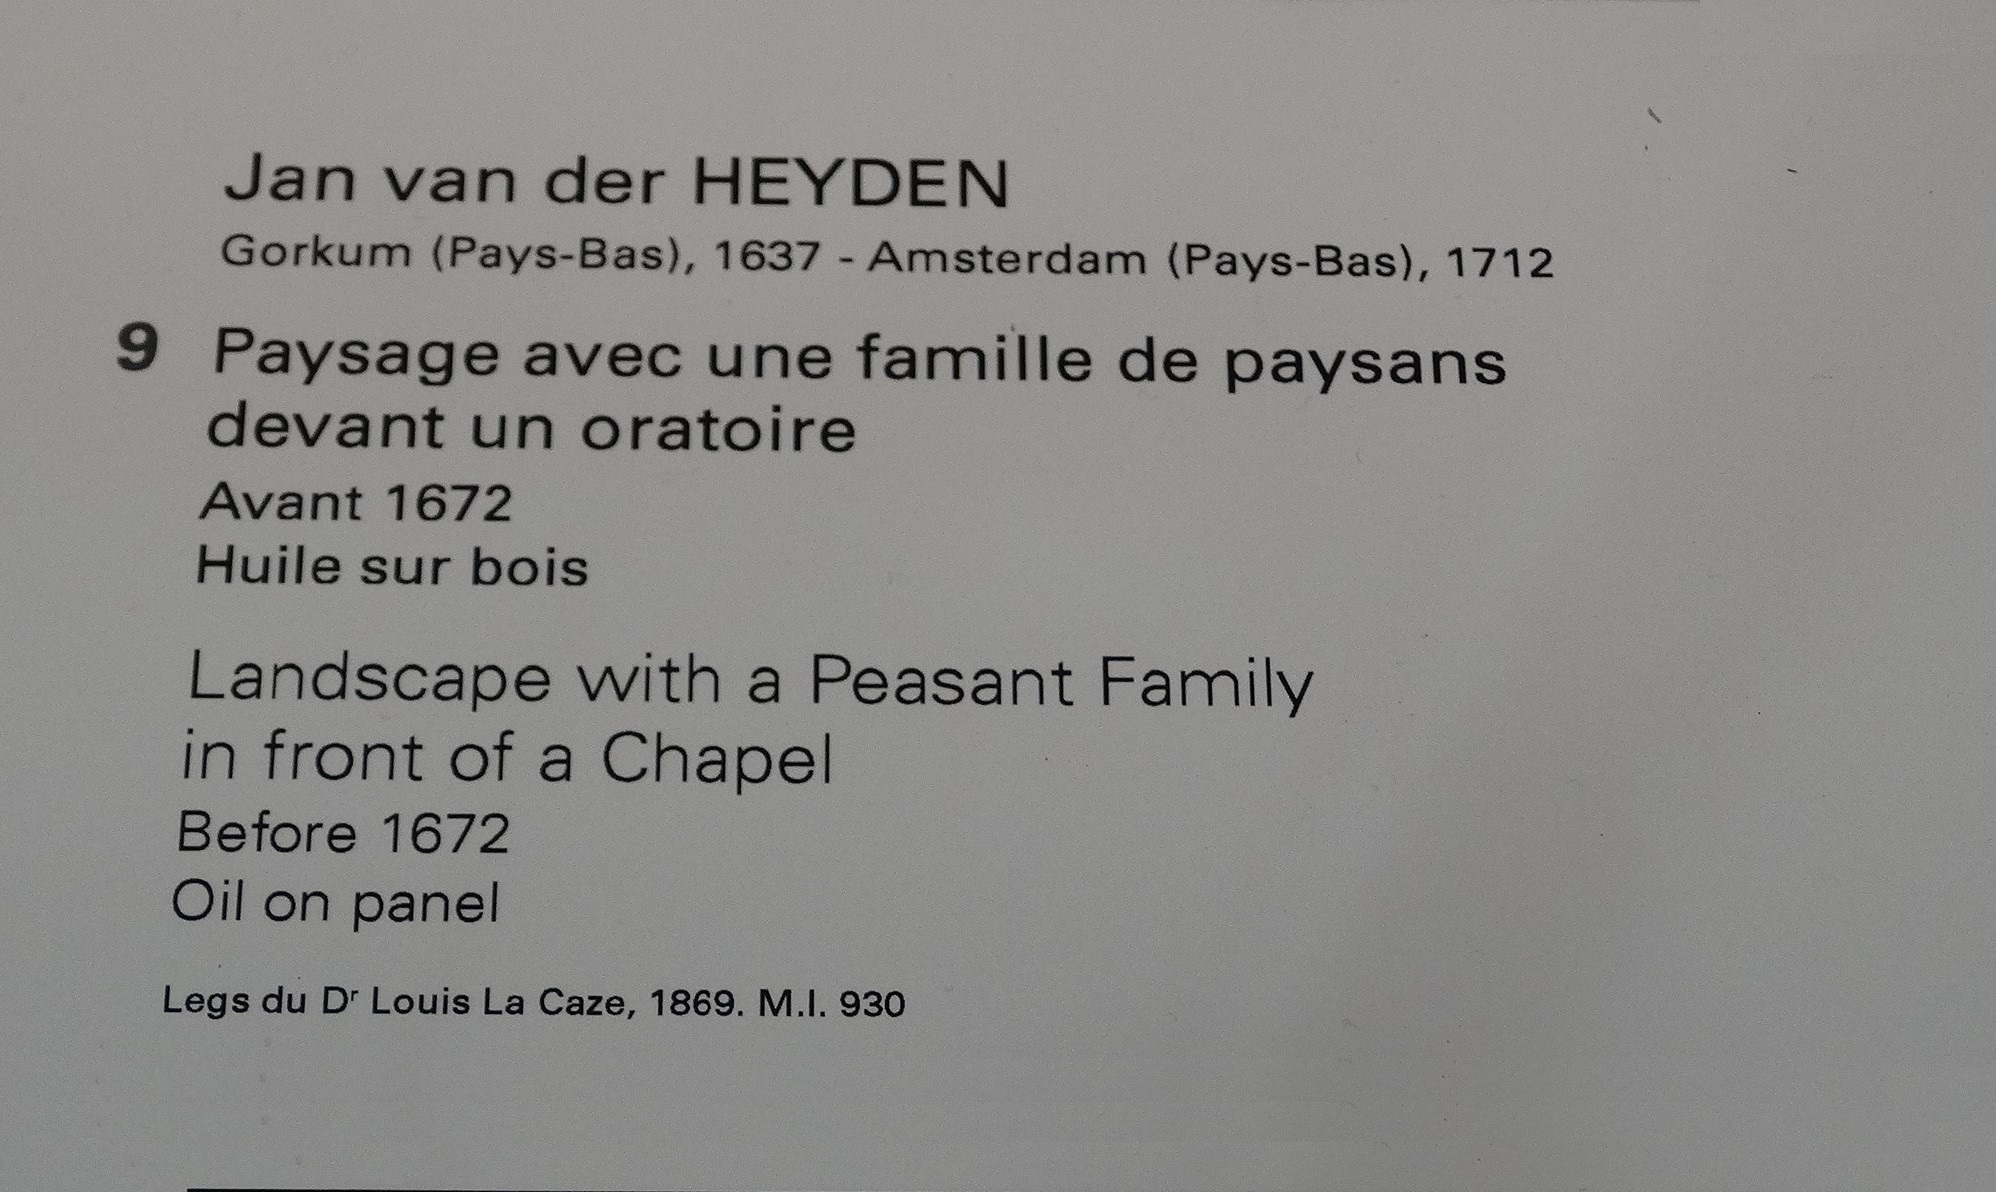 Jan van der HEYDEN
Gorkum (Pays-Bas), 1637 - Amsterdam (Pays-Bas), 1712
9 Paysage avec une famille de paysans
devant un oratoire
Avant 1672
Huile sur bois
Landscape with a Peasant Family
in front of a Chapel
Before 1672
Oil on panel
Legs du Dʳ Louis La Caze, 1869. M.I. 930